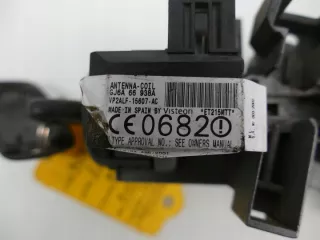 ANTENNA-COIL
GJ6A 66 938A
VP2ALF-15607-AC
MADE IN SPAIN BY Visteon *ET215MTT*
CE0682!
TYPE APPROVAL NO.: SEE OWNERS MANUAL